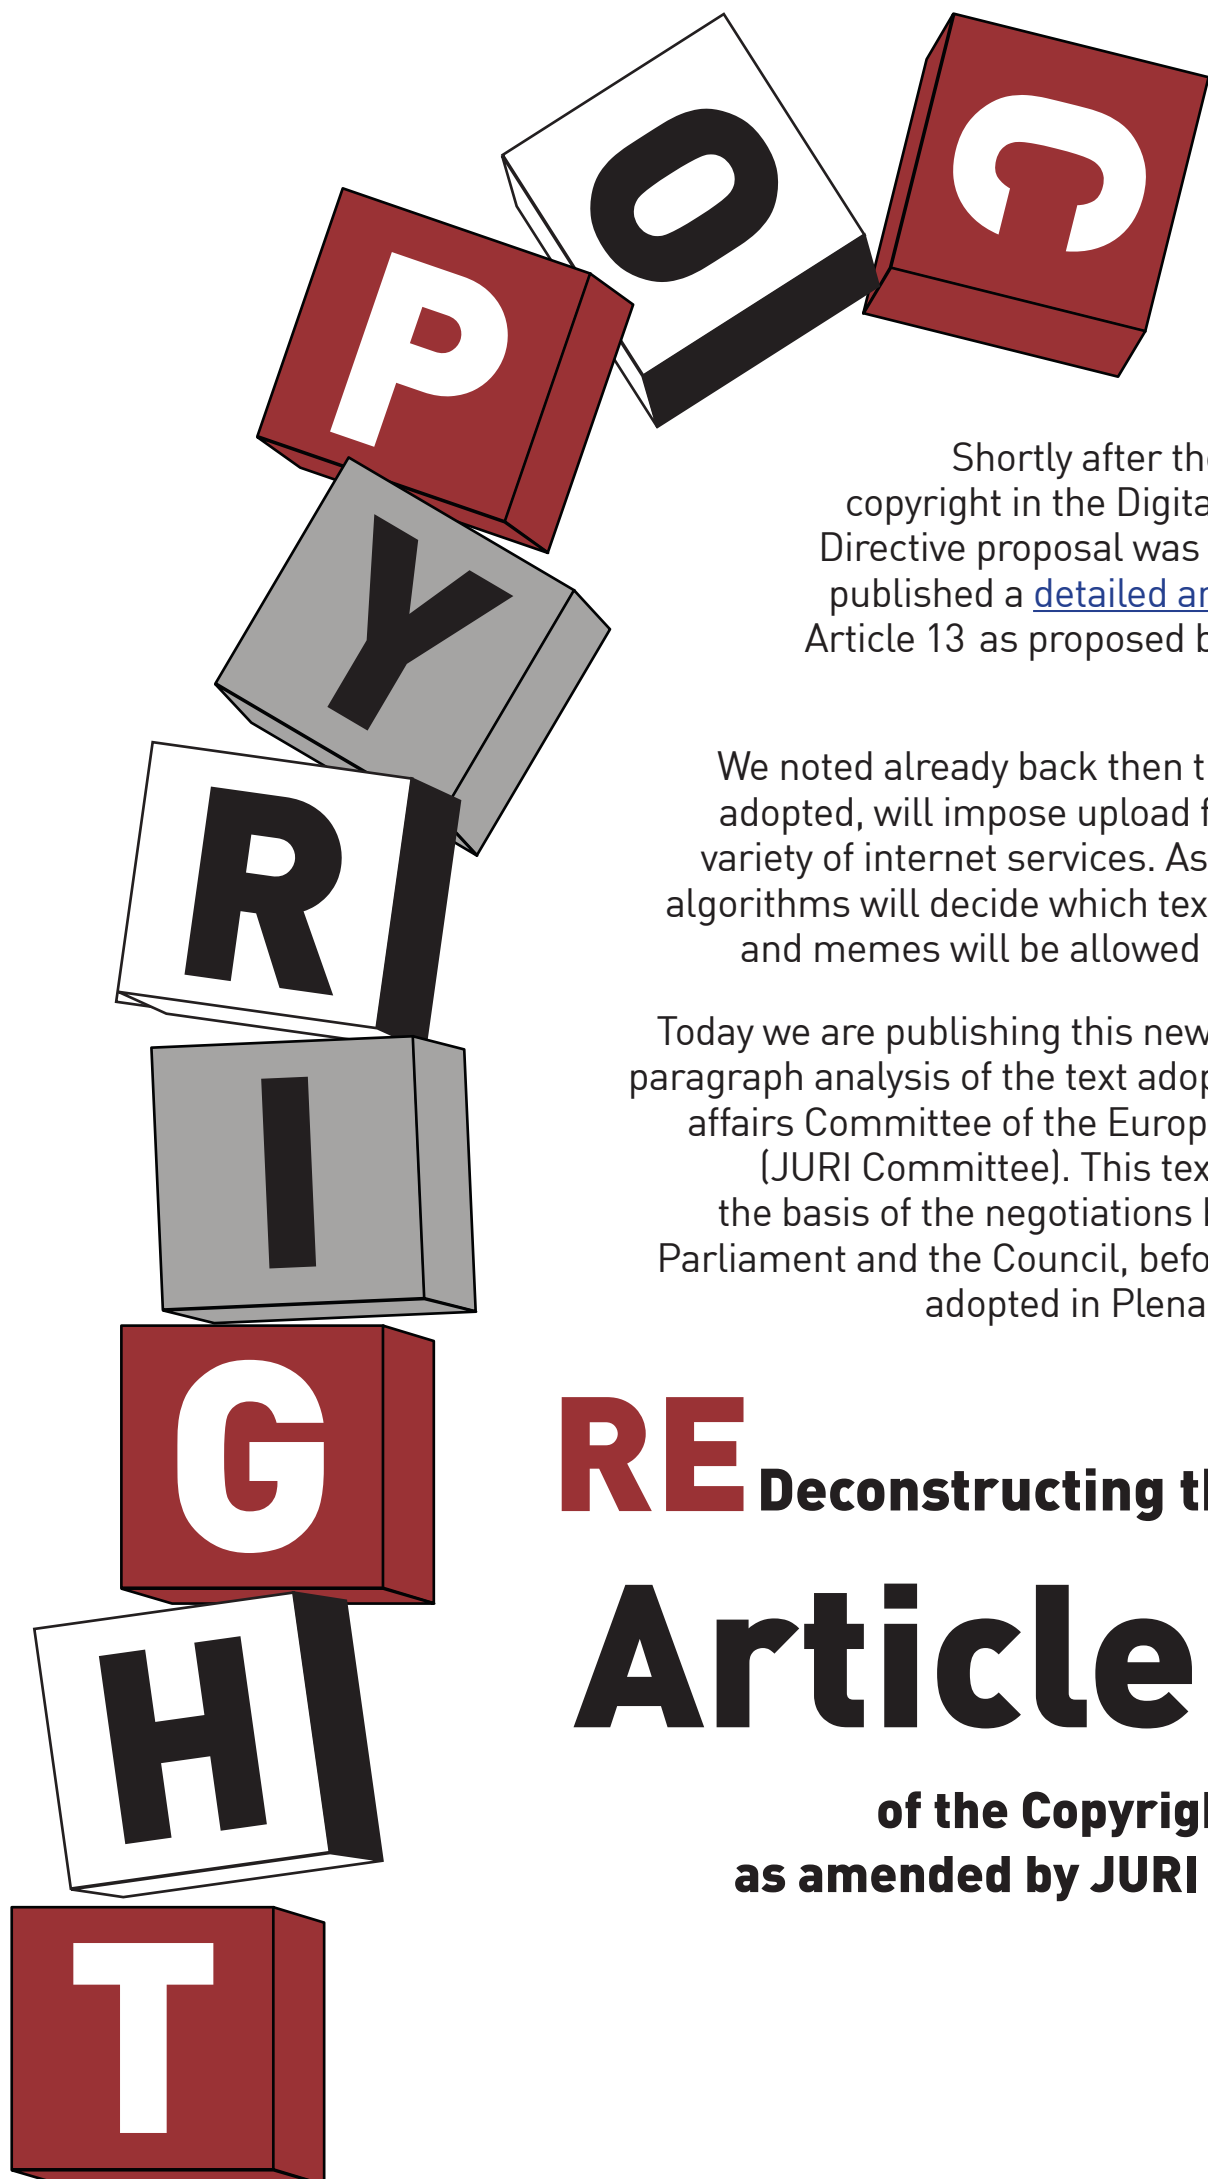 COPYRIGHT
Shortly after the
copyright in the Digita
Directive proposal was
published a detailed an
Article 13 as proposed b
We noted already back then t
adopted, will impose upload f
variety of internet services. As
algorithms will decide which tex
and memes will be allowed
Today we are publishing this new
paragraph analysis of the text adop
affairs Committee of the Europ
(JURI Committee). This tex
the basis of the negotiations
Parliament and the Council, befo
adopted in Plena
RE Deconstructing th
Article
of the Copyrigh
as amended by JURI